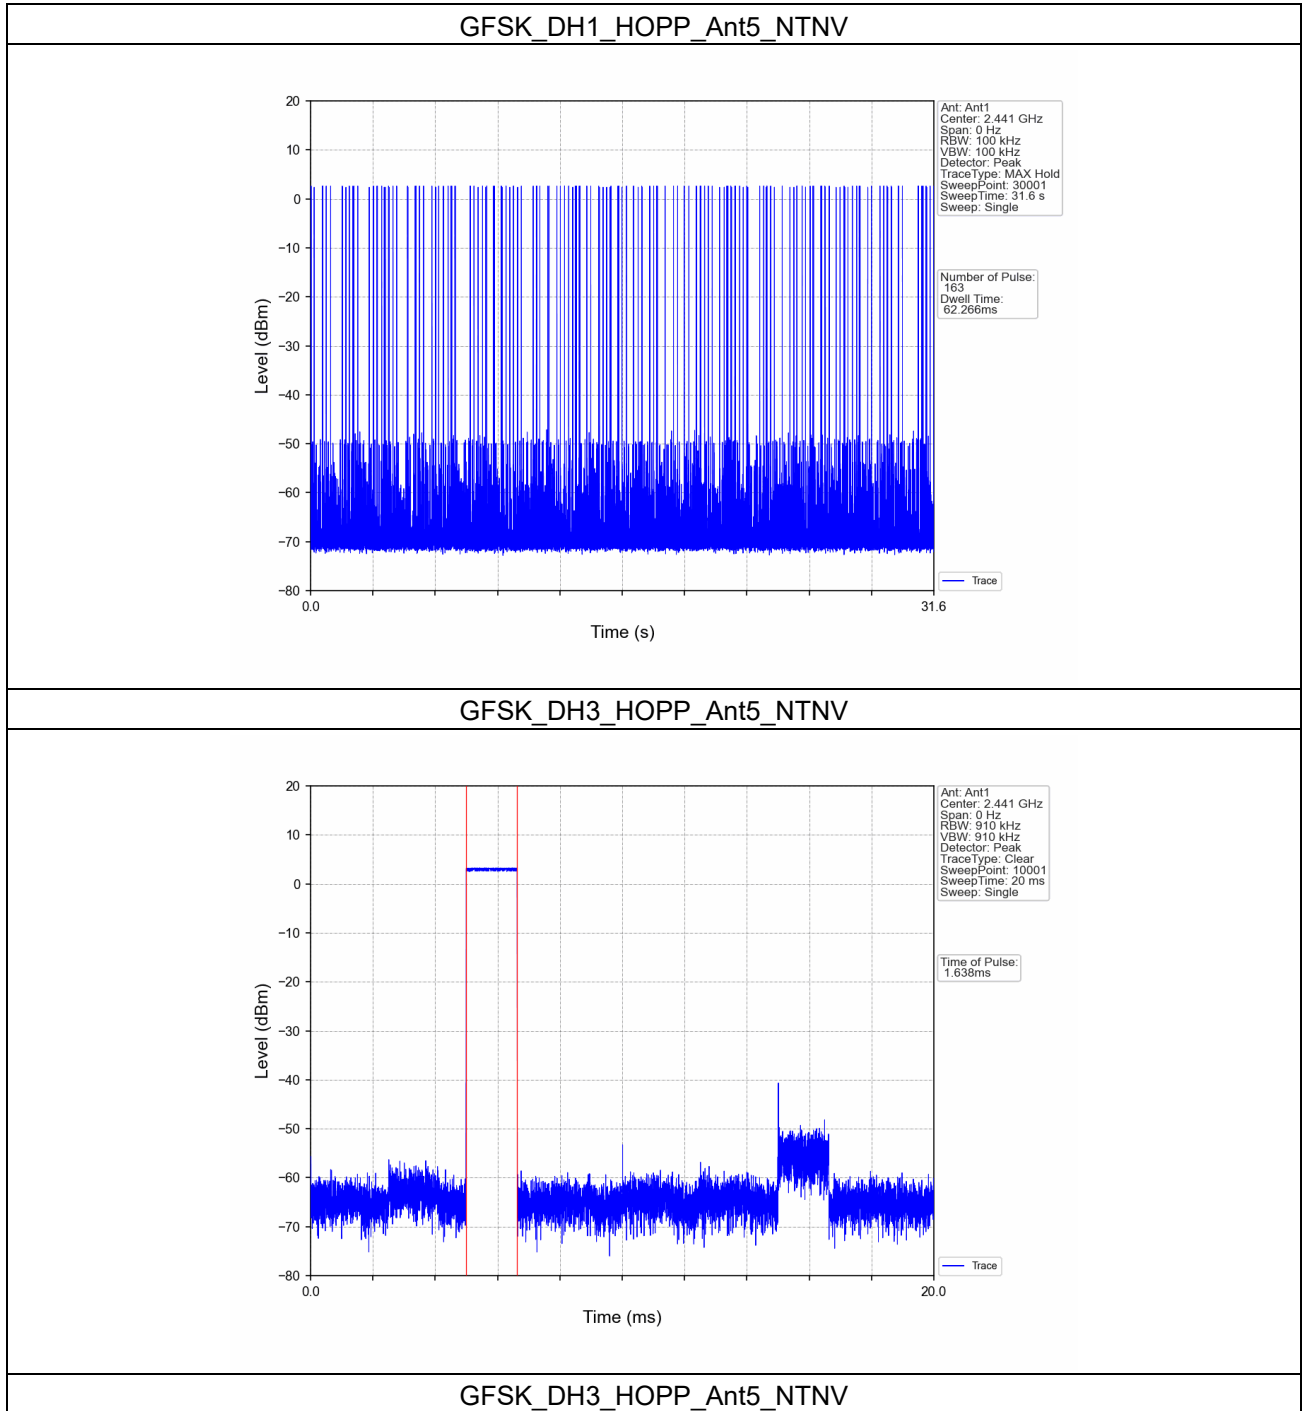 GFSK_DH1_HOPP_Ant5_NTNV
20
10
0
−10
−20
−30
−40
−50
−60
−70
−80
Level (dBm)
0.0
31.6
Time (s)
Ant: Ant1
Center: 2.441 GHz
Span: 0 Hz
RBW: 100 kHz
VBW: 100 kHz
Detector: Peak
TraceType: MAX Hold
SweepPoint: 30001
SweepTime: 31.6 s
Sweep: Single
Number of Pulse:
163
Dwell Time:
62.266ms
Trace
GFSK_DH3_HOPP_Ant5_NTNV
20
10
0
−10
−20
−30
−40
−50
−60
−70
−80
Level (dBm)
0.0
20.0
Time (ms)
Ant: Ant1
Center: 2.441 GHz
Span: 0 Hz
RBW: 910 kHz
VBW: 910 kHz
Detector: Peak
TraceType: Clear
SweepPoint: 10001
SweepTime: 20 ms
Sweep: Single
Time of Pulse:
1.638ms
Trace
GFSK_DH3_HOPP_Ant5_NTNV